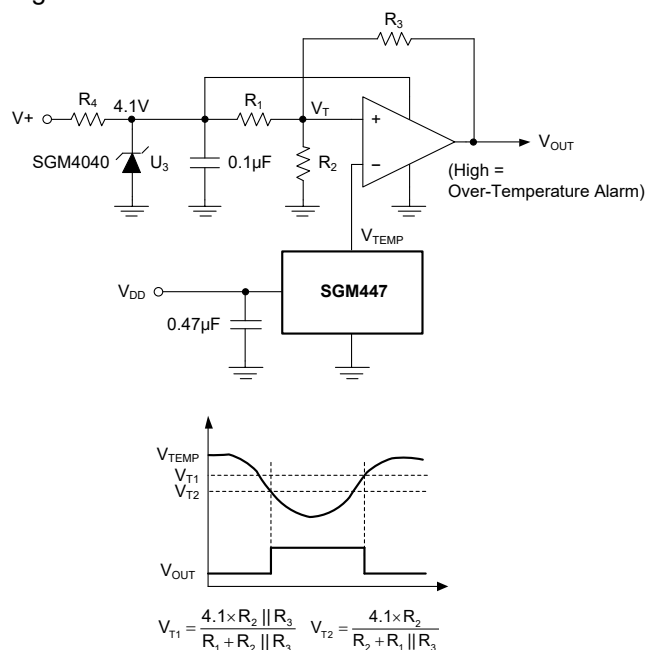 R3
V+
R4
4.1V
R1
VT
+
−
VOUT
SGM4040
U3
0.1µF
R2
(High =
Over-Temperature Alarm)
VTEMP
VDD
SGM447
0.47µF
VTEMP
VT1
VT2
VOUT
VT1 = 4.1×R2 || R3 / R1 + R2 || R3 VT2 = 4.1×R2 / R2 + R1 || R3